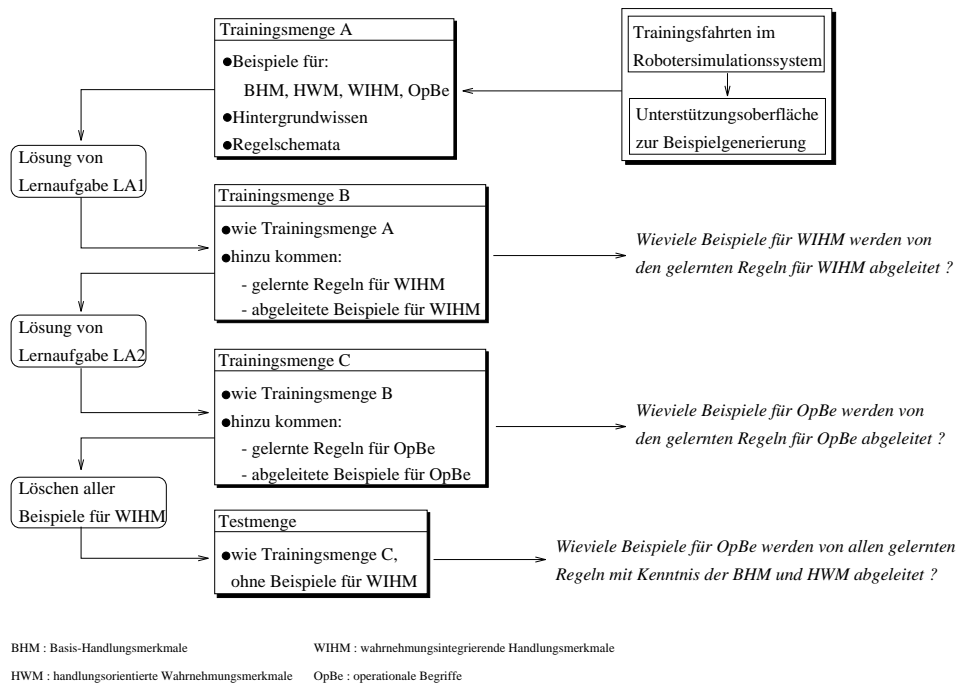 Trainingsmenge A
●Beispiele für:
BHM, HWM, WIHM, OpBe
●Hintergrundwissen
●Regelschemata
Trainingsfahrten im
Robotersimulationssystem
Unterstützungsoberfläche
zur Beispielgenerierung
Lösung von
Lernaufgabe LA1
Trainingsmenge B
●wie Trainingsmenge A
●hinzu kommen:
- gelernte Regeln für WIHM
- abgeleitete Beispiele für WIHM
Wieviele Beispiele für WIHM werden von
den gelernten Regeln für WIHM abgeleitet ?
Lösung von
Lernaufgabe LA2
Trainingsmenge C
●wie Trainingsmenge B
●hinzu kommen:
- gelernte Regeln für OpBe
- abgeleitete Beispiele für OpBe
Wieviele Beispiele für OpBe werden von
den gelernten Regeln für OpBe abgeleitet ?
Löschen aller
Beispiele für WIHM
Testmenge
●wie Trainingsmenge C,
ohne Beispiele für WIHM
Wieviele Beispiele für OpBe werden von allen gelernten
Regeln mit Kenntnis der BHM und HWM abgeleitet ?
BHM : Basis-Handlungsmerkmale
WIHM : wahrnehmungsintegrierende Handlungsmerkmale
HWM : handlungsorientierte Wahrnehmungsmerkmale
OpBe : operationale Begriffe